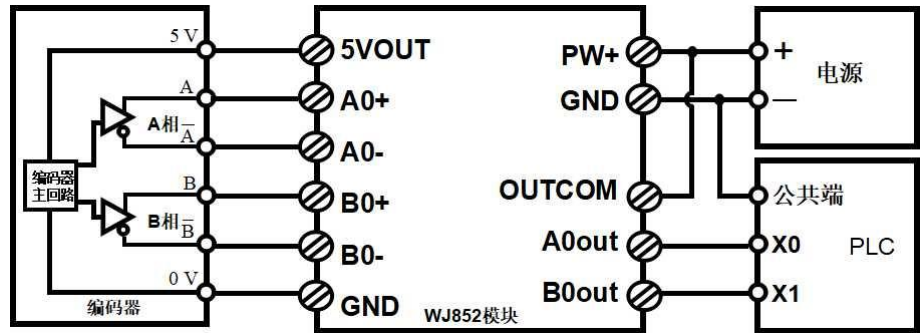 5 V
A
A相
A
编码器
主回路
B
B相
B
0 V
编码器
5VOUT
A0+
A0-
B0+
B0-
GND
WJ852模块
PW+
GND
OUTCOM
A0out
B0out
+
—
电源
公共端
X0
PLC
X1